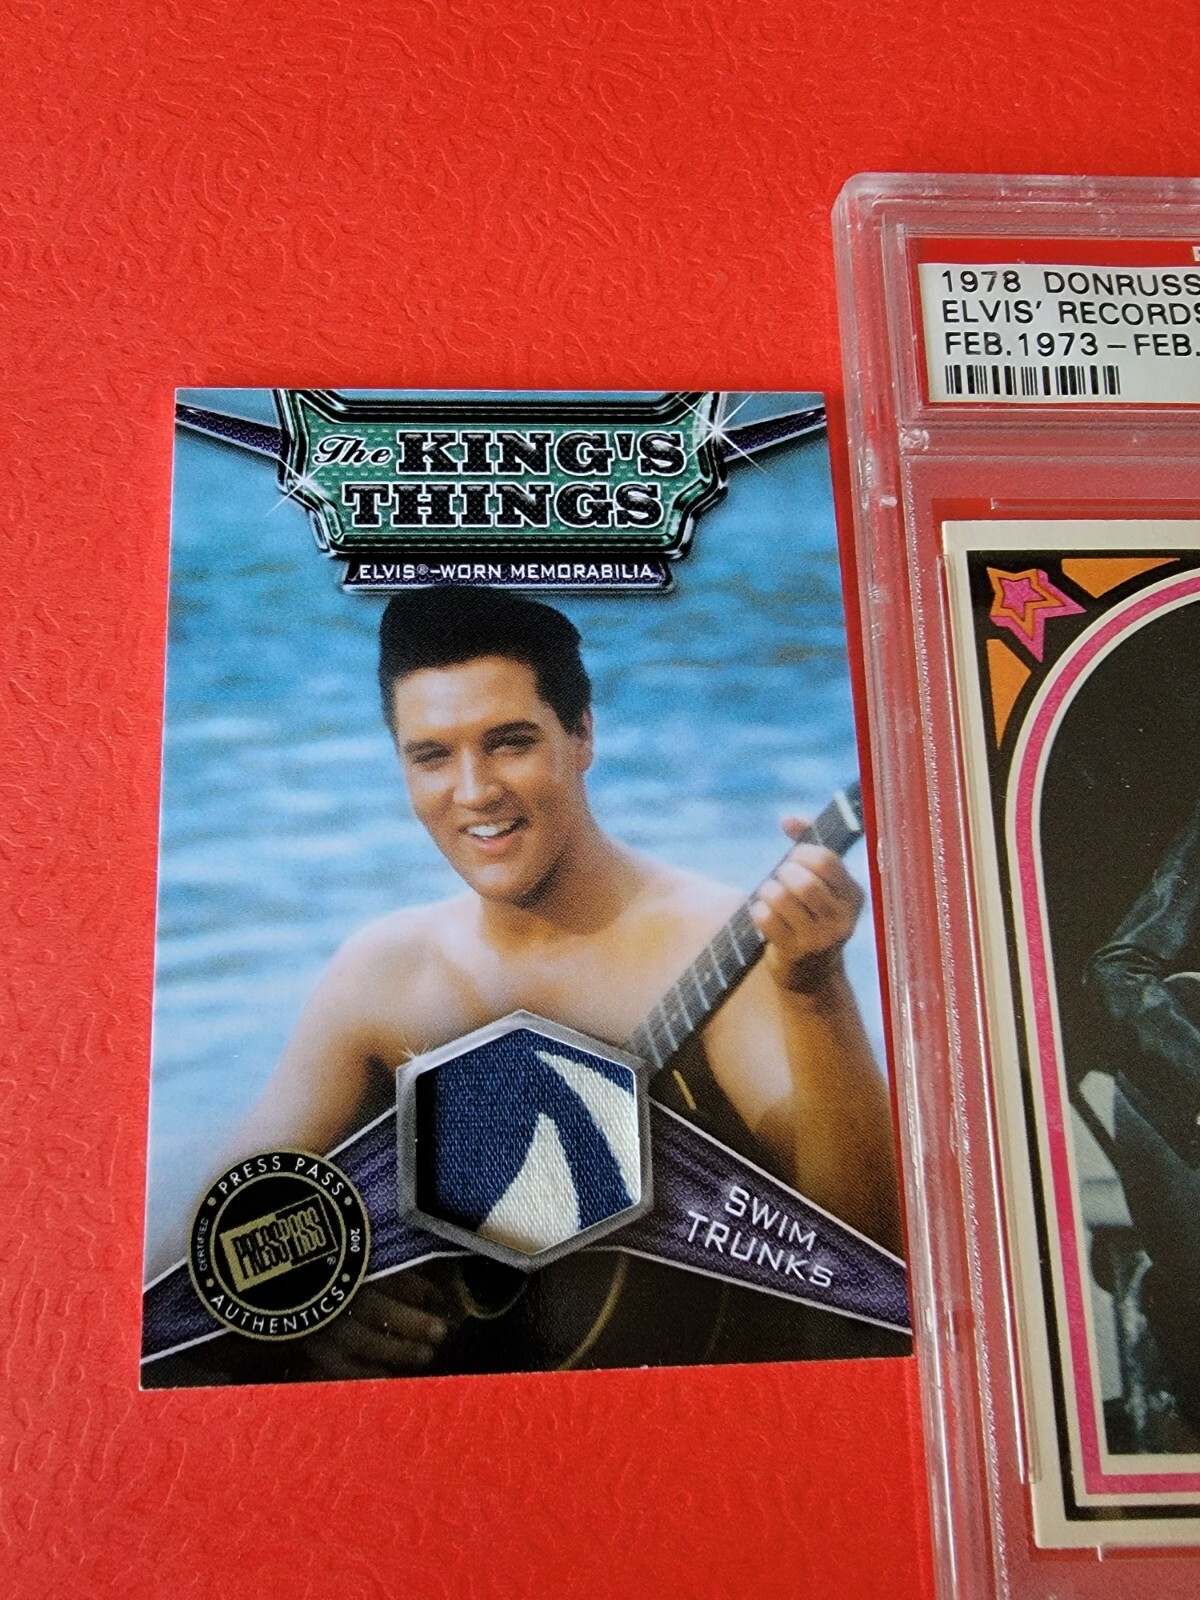 The KING'S
THINGS
ELVIS®-WORN MEMORABILIA
SWIM
TRUNKS
PRESS PASS
CERTIFIED
PRESS PASS ®
2010
AUTHENTICS
1978 DONRUSS
ELVIS' RECORDS
FEB.1973-FEB.